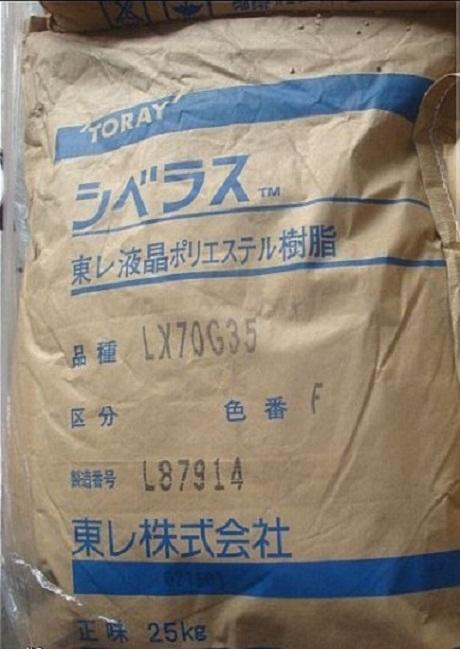 TORAY
シベラス™
東レ液晶ポリエステル樹脂
品種 LX70G35
区分 色番 F
製造番号 L87914
東レ株式会社
正味 25kg